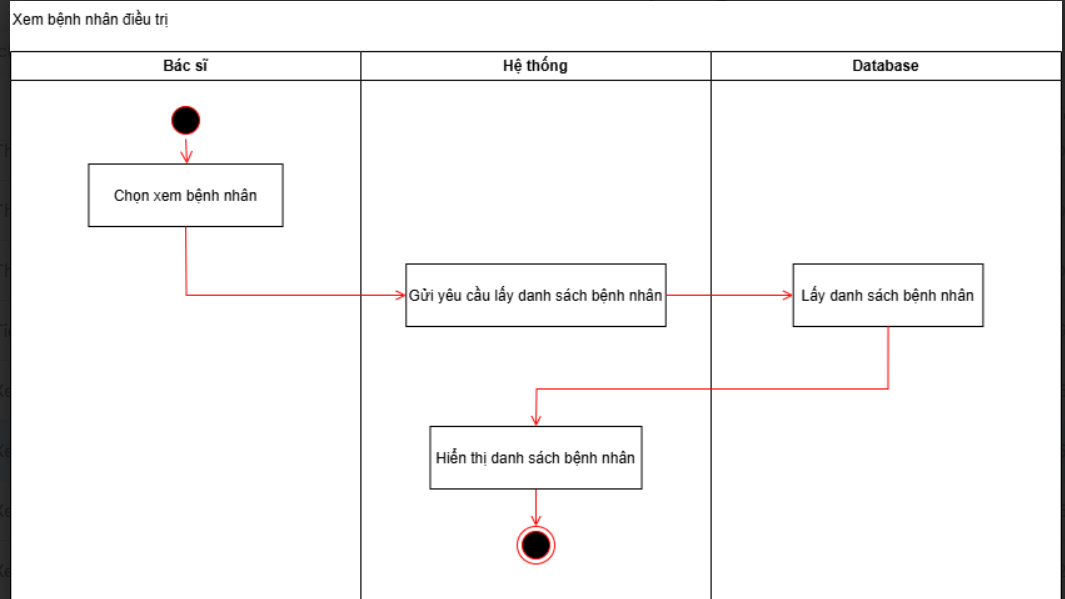 Xem bệnh nhân điều trị
Bác sĩ
Hệ thống
Database
Chọn xem bệnh nhân
Gửi yêu cầu lấy danh sách bệnh nhân
Lấy danh sách bệnh nhân
Hiển thị danh sách bệnh nhân